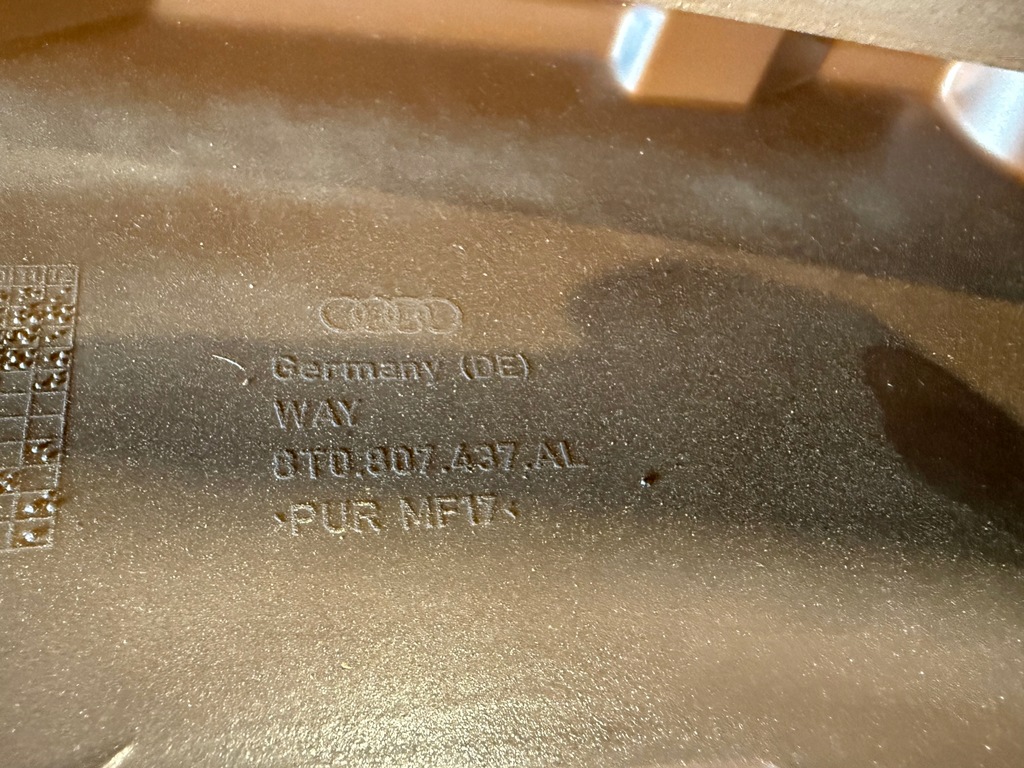 Germany (DE)
WAY
8T0.807.437.AL
>PUR MF17<